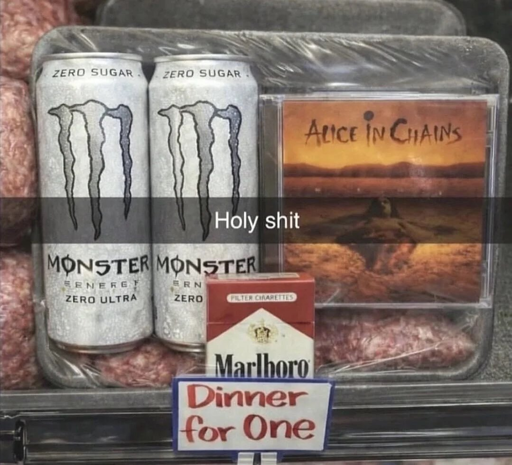 ZERO SUGAR
ZERO SUGAR
ALICE IN CHAINS
Holy shit
MONSTER
MONSTER
ENERGY
ZERO ULTRA
ZERO
FILTER CIGARETTES
Marlboro
Dinner
for One